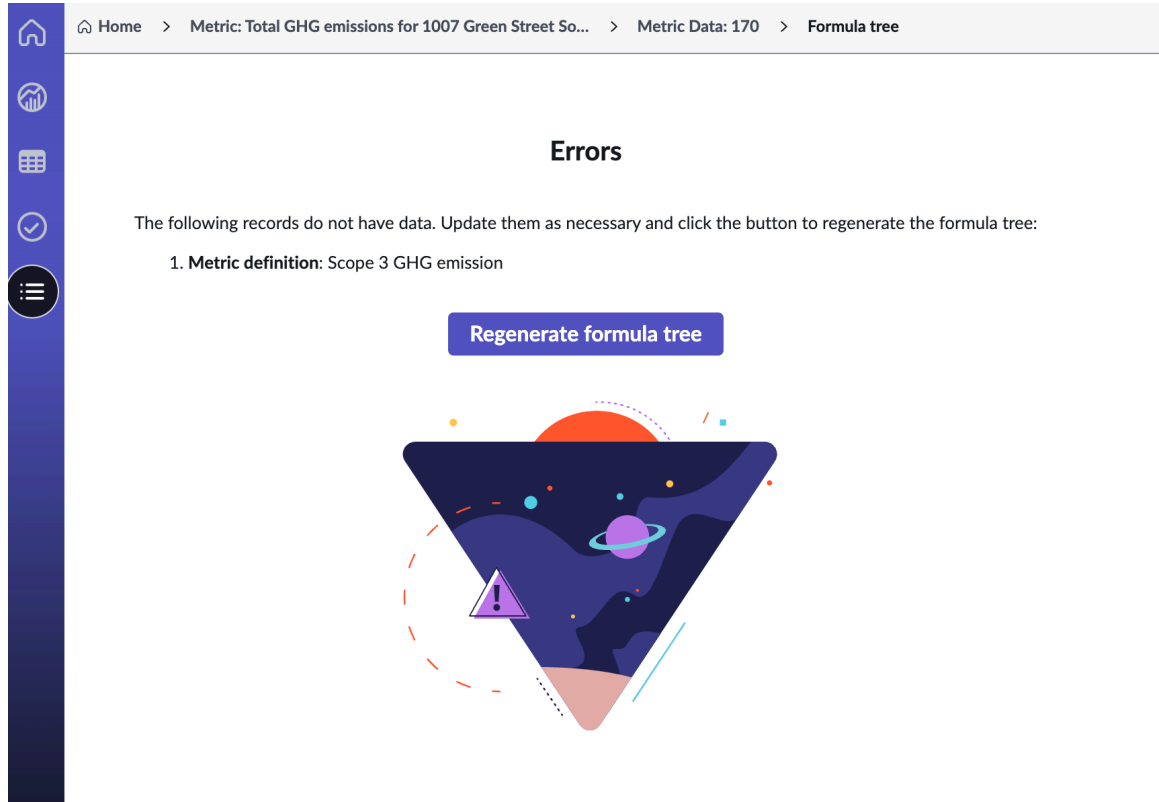 Home > Metric: Total GHG emissions for 1007 Green Street So... > Metric Data: 170 > Formula tree
Errors
The following records do not have data. Update them as necessary and click the button to regenerate the formula tree:
1. Metric definition: Scope 3 GHG emission
Regenerate formula tree
!